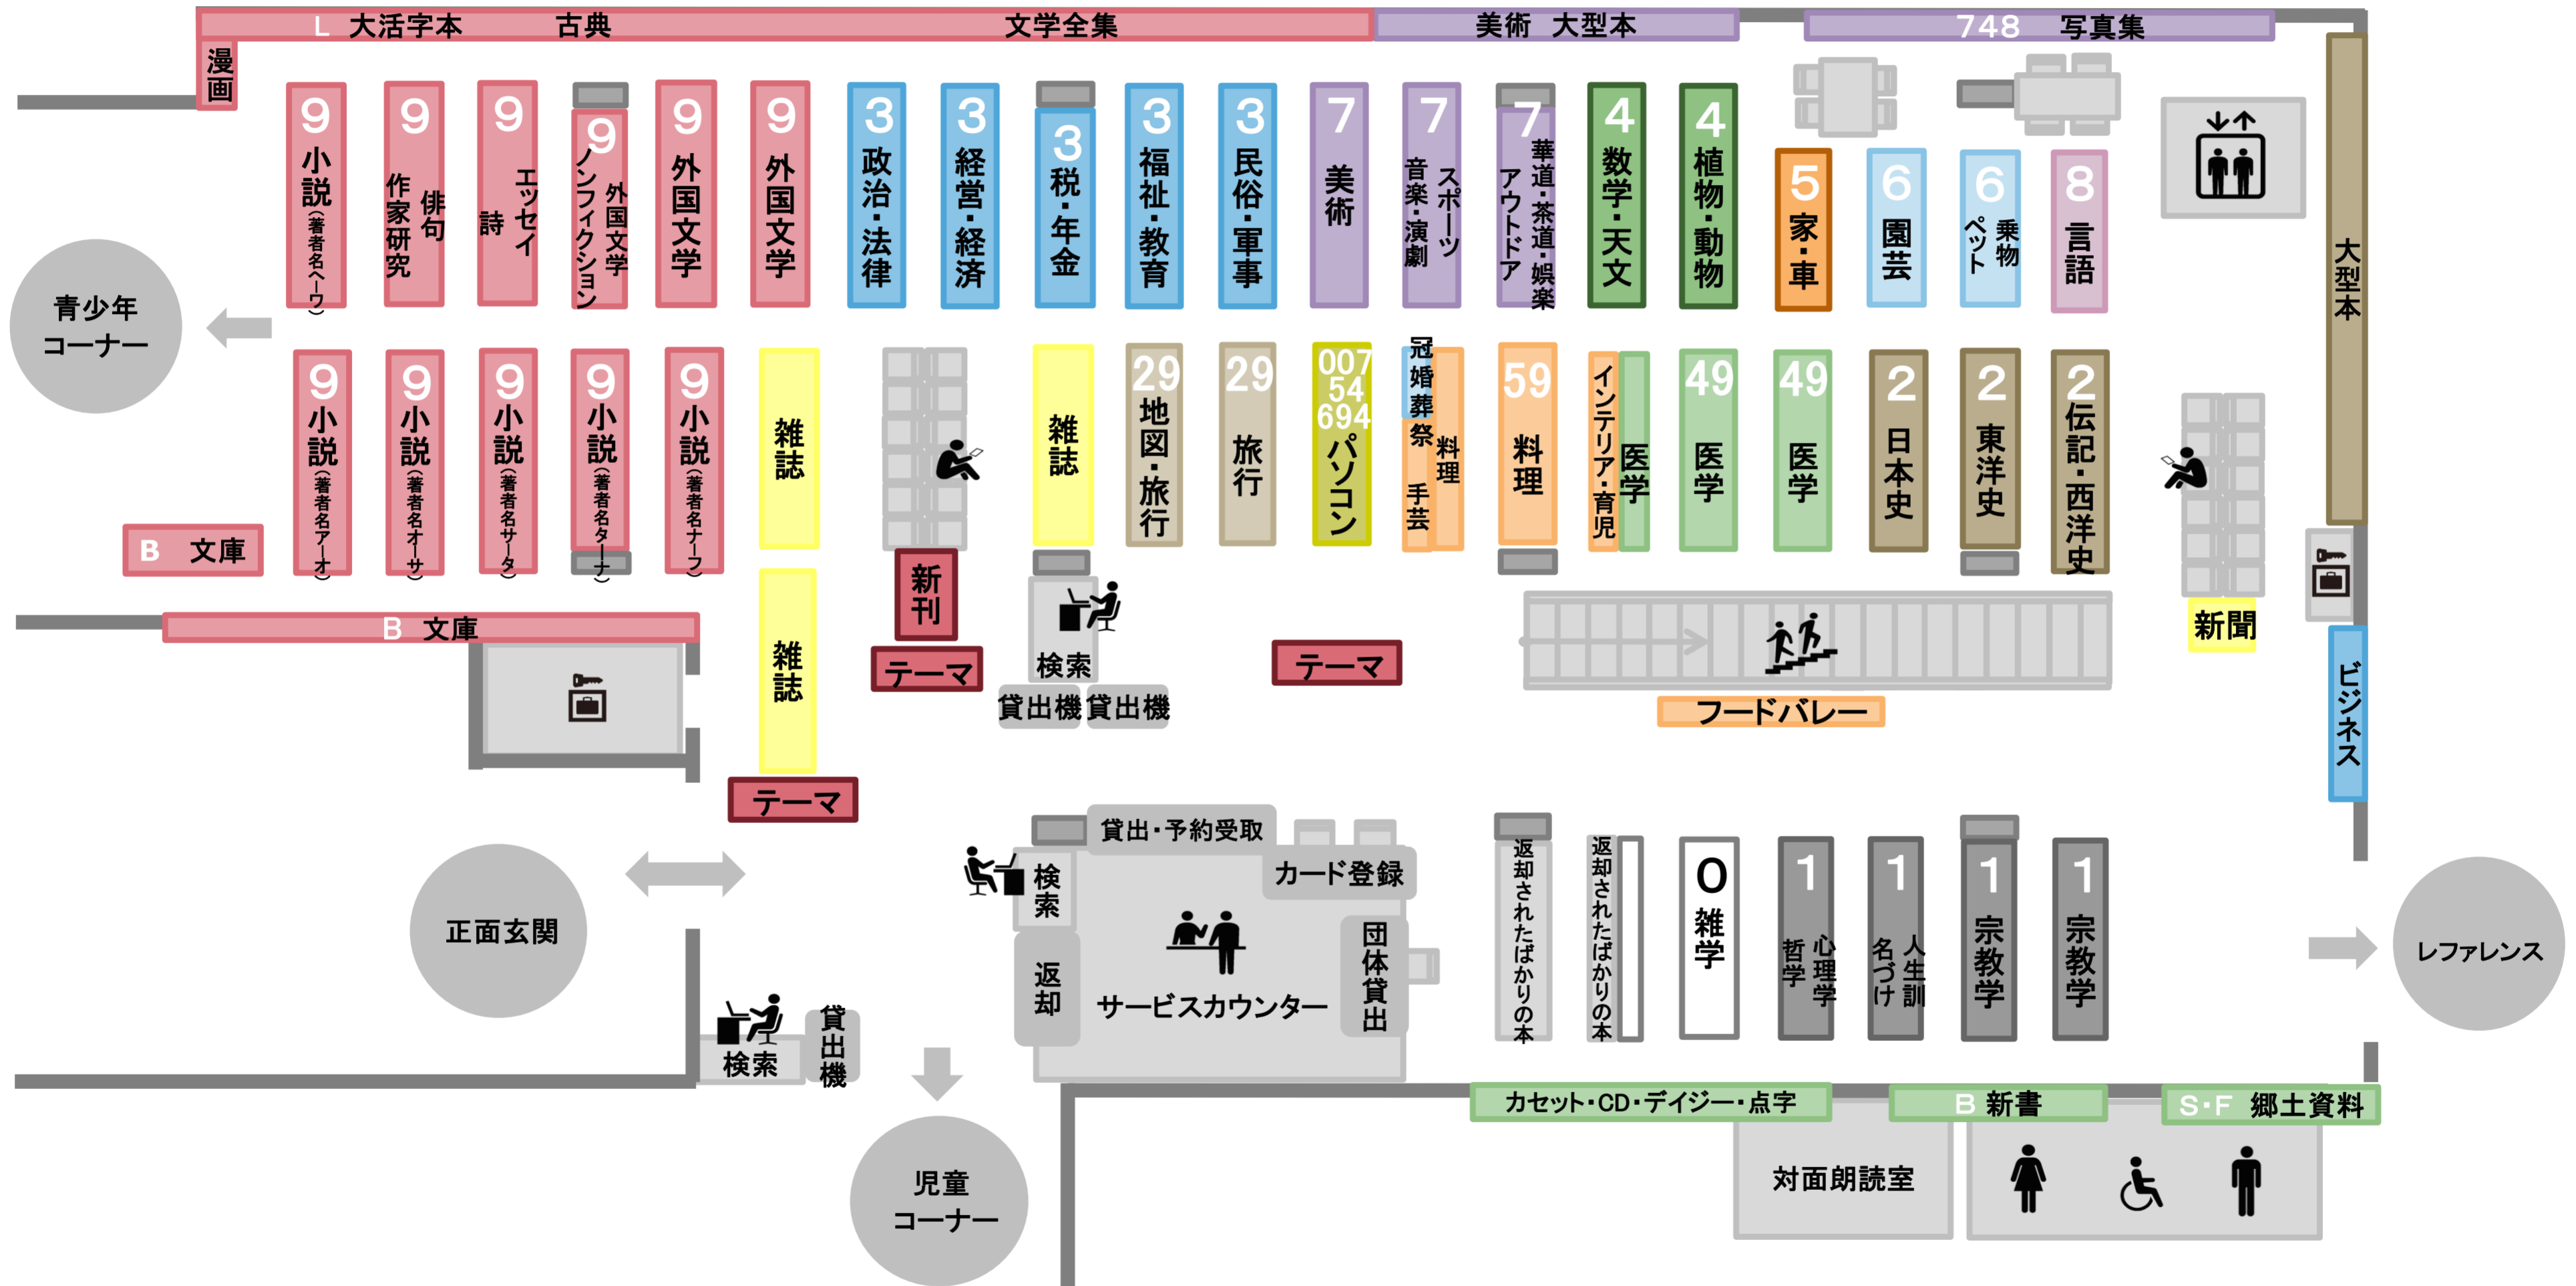 L 大活字本 古典 文学全集
美術 大型本
748 写真集
漫画
9 小説（著者名へーワ）
9 俳句
作家研究
9 エッセイ
詩
9 外国文学
ノンフィクション
9 外国文学
9 外国文学
3 政治・法律
3 経営・経済
3 税・年金
3 福祉・教育
3 民俗・軍事
7 美術
7 スポーツ
音楽・演劇
7 華道・茶道・娯楽
アウトドア
4 数学・天文
4 植物・動物
5 家・車
6 園芸
6 乗物
ペット
8 言語
大型本
青少年
コーナー
9 小説（著者名アーオ）
9 小説（著者名オーサ）
9 小説（著者名サータ）
9 小説（著者名ターナ）
9 小説（著者名ナーフ）
雑誌
雑誌
29 地図・旅行
29 旅行
007
54
694
パソコン
冠婚葬祭 手芸
料理
59 料理
インテリア・育児
医学
49 医学
49 医学
2 日本史
2 東洋史
2 伝記・西洋史
B 文庫
B 文庫
雑誌
新刊
テーマ
検索
貸出機 貸出機
テーマ
フードバレー
新聞
ビジネス
テーマ
正面玄関
貸出・予約受取
カード登録
検索
返却
サービスカウンター
団体貸出
返却されたばかりの本
返却されたばかりの本
0 雑学
1 心理学
哲学
1 人生訓
名づけ
1 宗教学
1 宗教学
レファレンス
検索
貸出機
児童
コーナー
カセット・CD・デイジー・点字
B 新書
S・F 郷土資料
対面朗読室